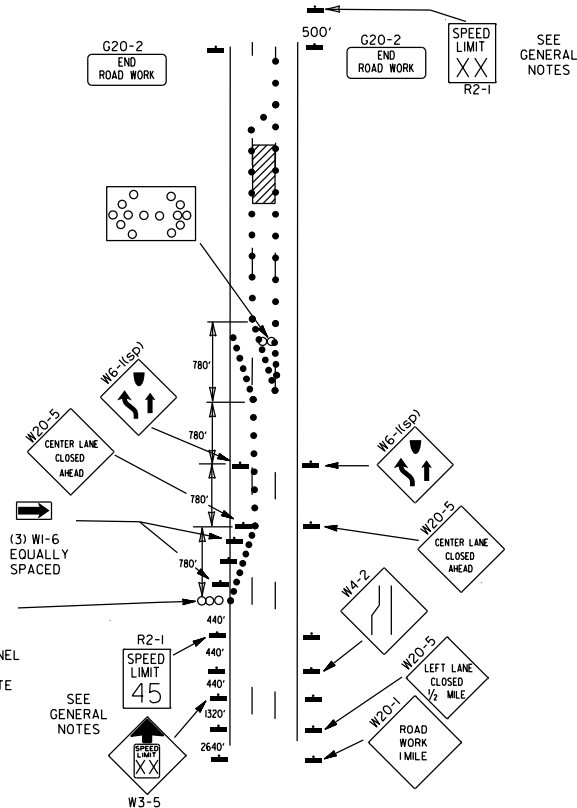 G20-2
END
ROAD WORK
500'
G20-2
END
ROAD WORK
SPEED
LIMIT
XX
R2-1
SEE
GENERAL
NOTES
780'
W6-1(sp)
780'
W20-5
CENTER LANE
CLOSED
AHEAD
780'
W6-1(sp)
(3) W1-6
EQUALLY
SPACED
780'
W20-5
CENTER LANE
CLOSED
AHEAD
440'
R2-1
SPEED
LIMIT
45
440'
W4-2
NEL
TE
440'
W20-5
LEFT LANE
CLOSED
1/2 MILE
SEE
GENERAL
NOTES
1320'
SPEED
LIMIT
XX
W3-5
2640'
W20-1
ROAD
WORK
1 MILE